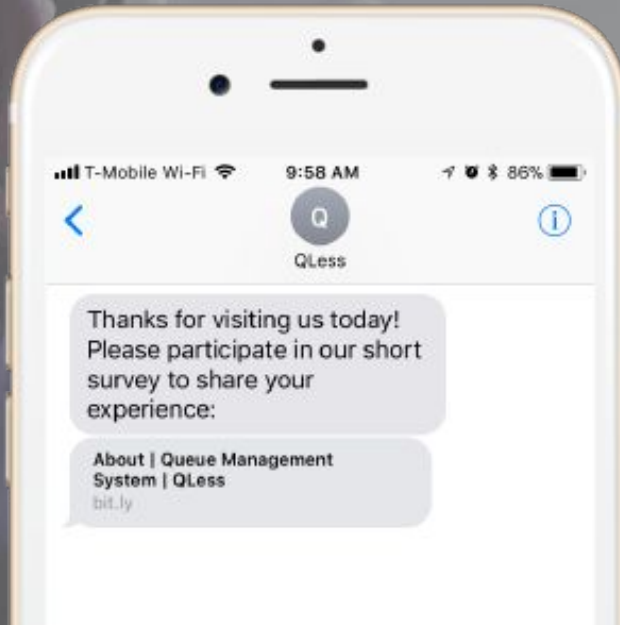 T-Mobile Wi-Fi 9:58 AM 86%
Q
QLess
Thanks for visiting us today!
Please participate in our short
survey to share your
experience:
About | Queue Management
System | QLess
bit.ly